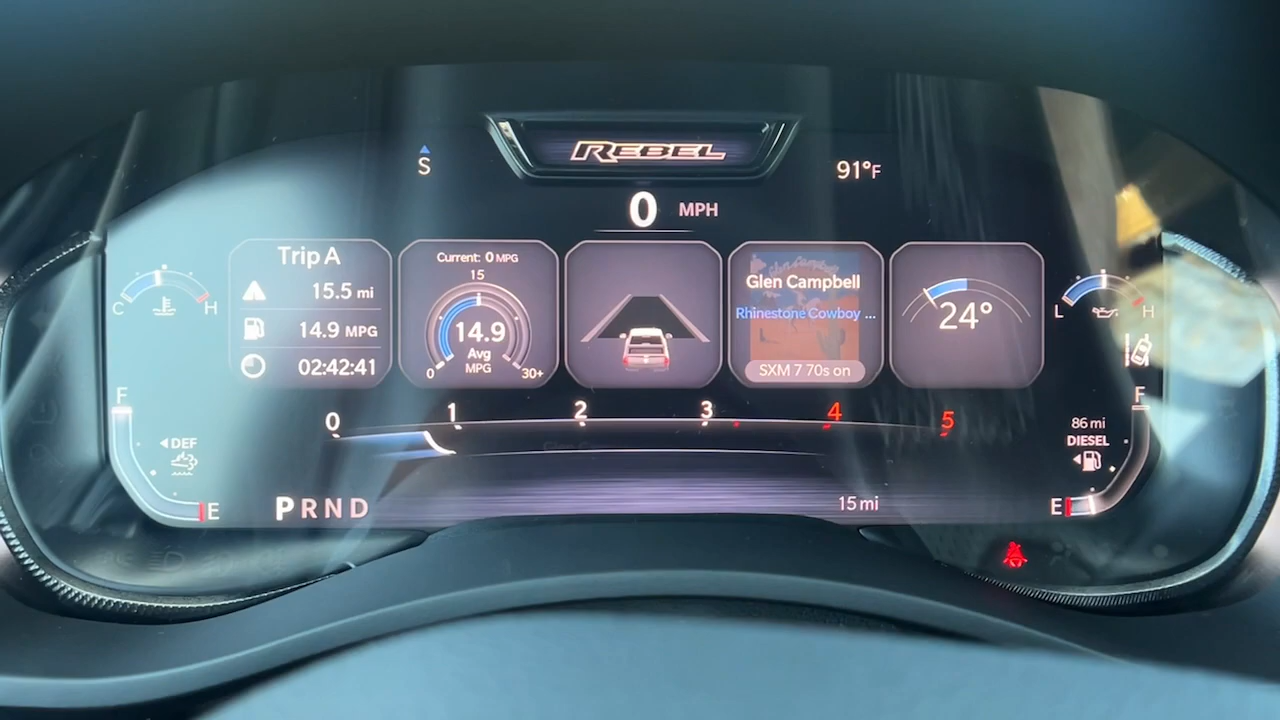 REBEL
S
91°F
0 MPH
Trip A
15.5 mi
14.9 MPG
02:42:41
Current: 0 MPG
15
14.9
Avg
MPG
0
30+
Glen Campbell
Rhinestone Cowboy ...
SXM 7 70s on
24°
C
H
L
H
0
1
2
3
4
5
F
DEF
E
F
86 mi
DIESEL
E
PRND
15 mi